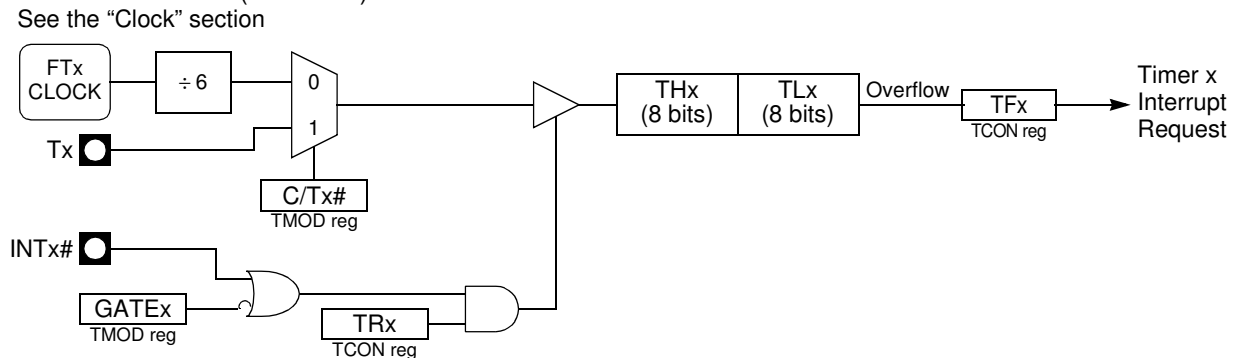 See the “Clock” section
FTx
CLOCK
÷ 6
0
1
Tx
C/Tx#
TMOD reg
THx
(8 bits)
TLx
(8 bits)
Overflow
TFx
TCON reg
Timer x
Interrupt
Request
INTx#
GATEx
TMOD reg
TRx
TCON reg